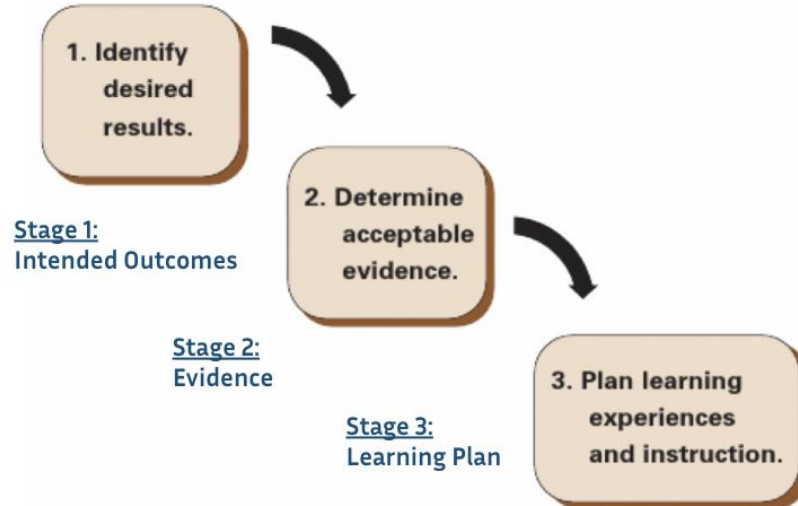 1. Identify
desired
results.
Stage 1:
Intended Outcomes
2. Determine
acceptable
evidence.
Stage 2:
Evidence
3. Plan learning
experiences
and instruction.
Stage 3:
Learning Plan